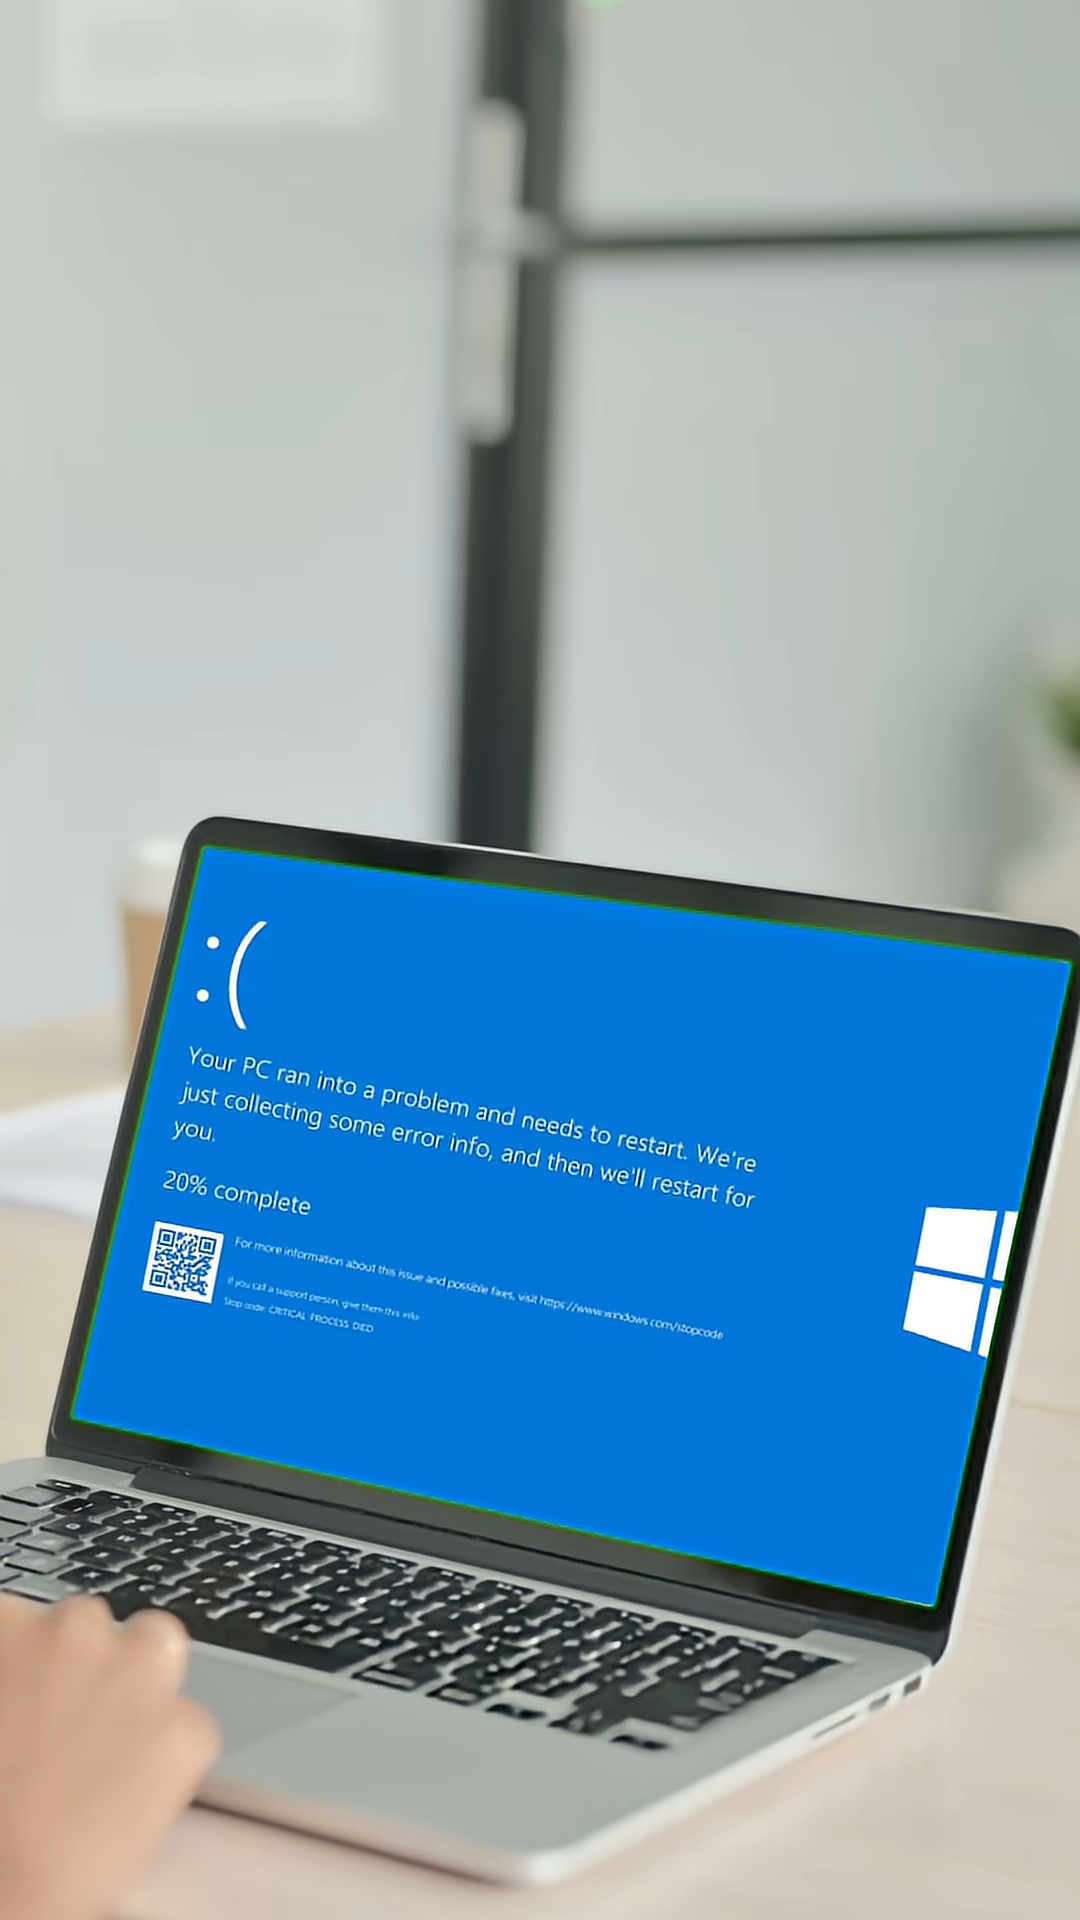 :(
Your PC ran into a problem and needs to restart. We're
just collecting some error info, and then we'll restart for
you.
20% complete
For more information about this issue and possible fixes, visit https://www.windows.com/stopcode
If you call a support person, give them this info:
Stop code: CRITICAL PROCESS DIED